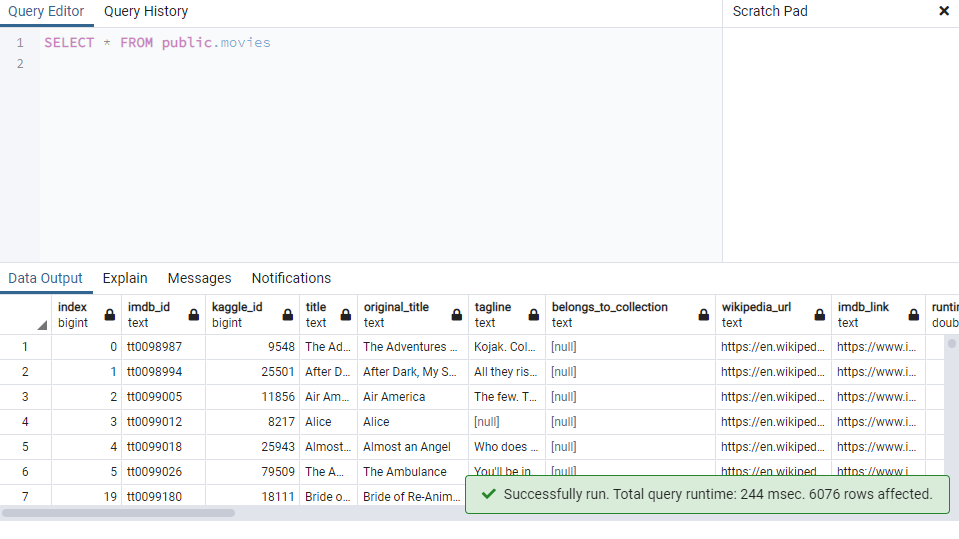 Query Editor Query History Scratch Pad
1 SELECT * FROM public.movies
2
Data Output Explain Messages Notifications
index imdb_id kaggle_id title original_title tagline belongs_to_collection wikipedia_url imdb_link runtin
bigint text bigint text text text text text text doub
1 0 tt0098987 9548 The Ad... The Adventures ... Kojak. Col... [null] https://en.wikiped... https://www.i...
2 1 tt0098994 25501 After D... After Dark, My S... All they ris... [null] https://en.wikiped... https://www.i...
3 2 tt0099005 11856 Air Am... Air America The few. T... [null] https://en.wikiped... https://www.i...
4 3 tt0099012 8217 Alice Alice [null] [null] https://en.wikiped... https://www.i...
5 4 tt0099018 25943 Almost... Almost an Angel Who does ... [null] https://en.wikiped... https://www.i...
6 5 tt0099026 79509 The A... The Ambulance You'll be in [null] https://en.wikiped https://www.i
7 19 tt0099180 18111 Bride o... Bride of Re-Anim...
Successfully run. Total query runtime: 244 msec. 6076 rows affected.